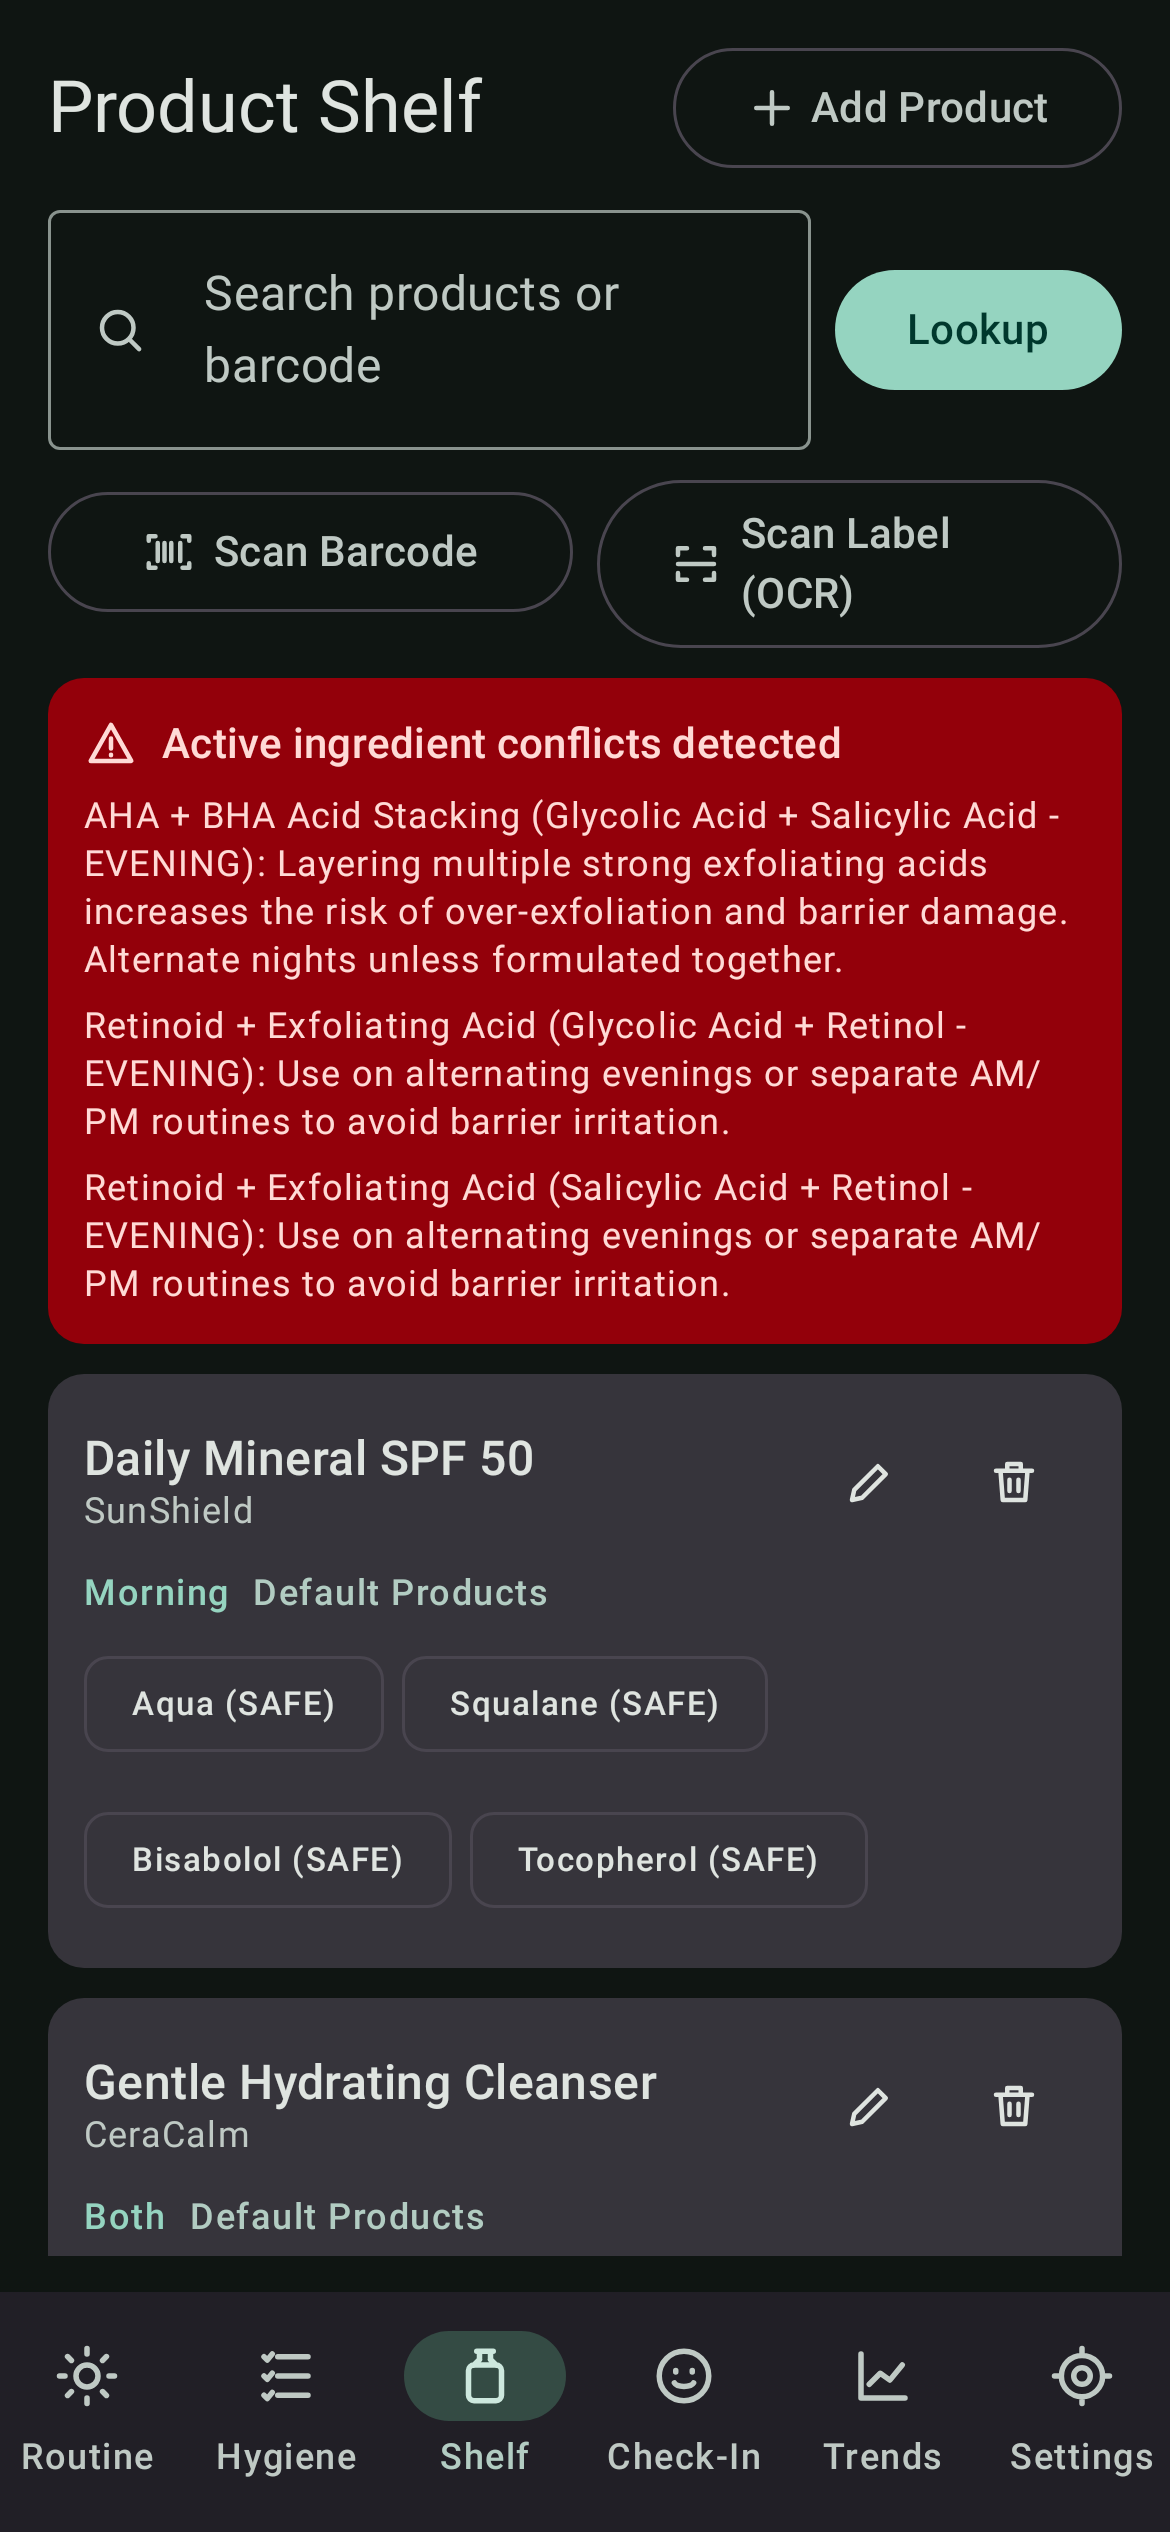 Product Shelf
Add Product
Search products or
barcode
Lookup
Scan Barcode
Scan Label
(OCR)
Active ingredient conflicts detected
AHA + BHA Acid Stacking (Glycolic Acid + Salicylic Acid -
EVENING): Layering multiple strong exfoliating acids
increases the risk of over-exfoliation and barrier damage.
Alternate nights unless formulated together.
Retinoid + Exfoliating Acid (Glycolic Acid + Retinol -
EVENING): Use on alternating evenings or separate AM/
PM routines to avoid barrier irritation.
Retinoid + Exfoliating Acid (Salicylic Acid + Retinol -
EVENING): Use on alternating evenings or separate AM/
PM routines to avoid barrier irritation.
Daily Mineral SPF 50
SunShield
Morning Default Products
Aqua (SAFE) Squalane (SAFE)
Bisabolol (SAFE) Tocopherol (SAFE)
Gentle Hydrating Cleanser
CeraCalm
Both Default Products
Routine Hygiene Shelf Check-In Trends Settings